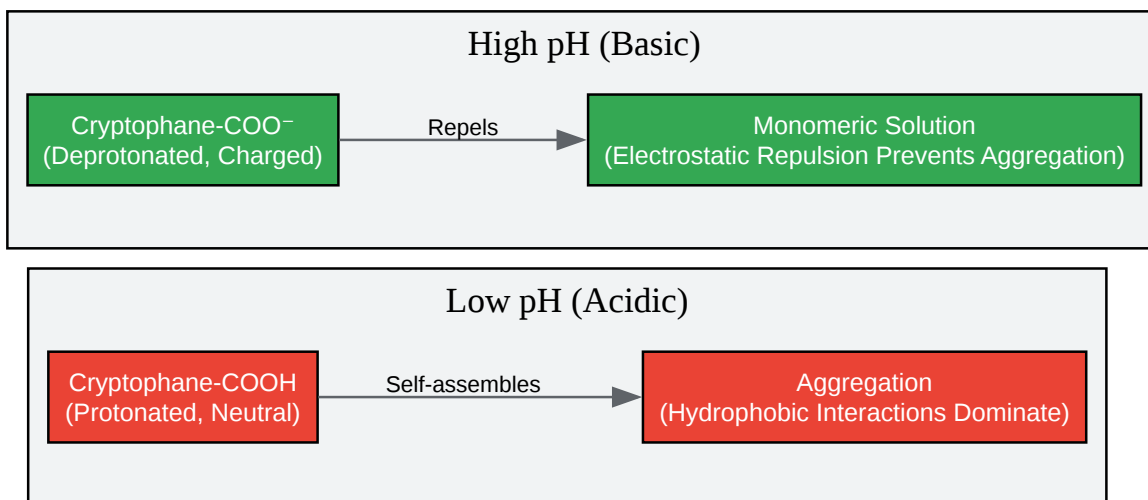 High pH (Basic)
Cryptophane-COO⁻
(Deprotonated, Charged)
Repels
Monomeric Solution
(Electrostatic Repulsion Prevents Aggregation)
Low pH (Acidic)
Cryptophane-COOH
(Protonated, Neutral)
Self-assembles
Aggregation
(Hydrophobic Interactions Dominate)